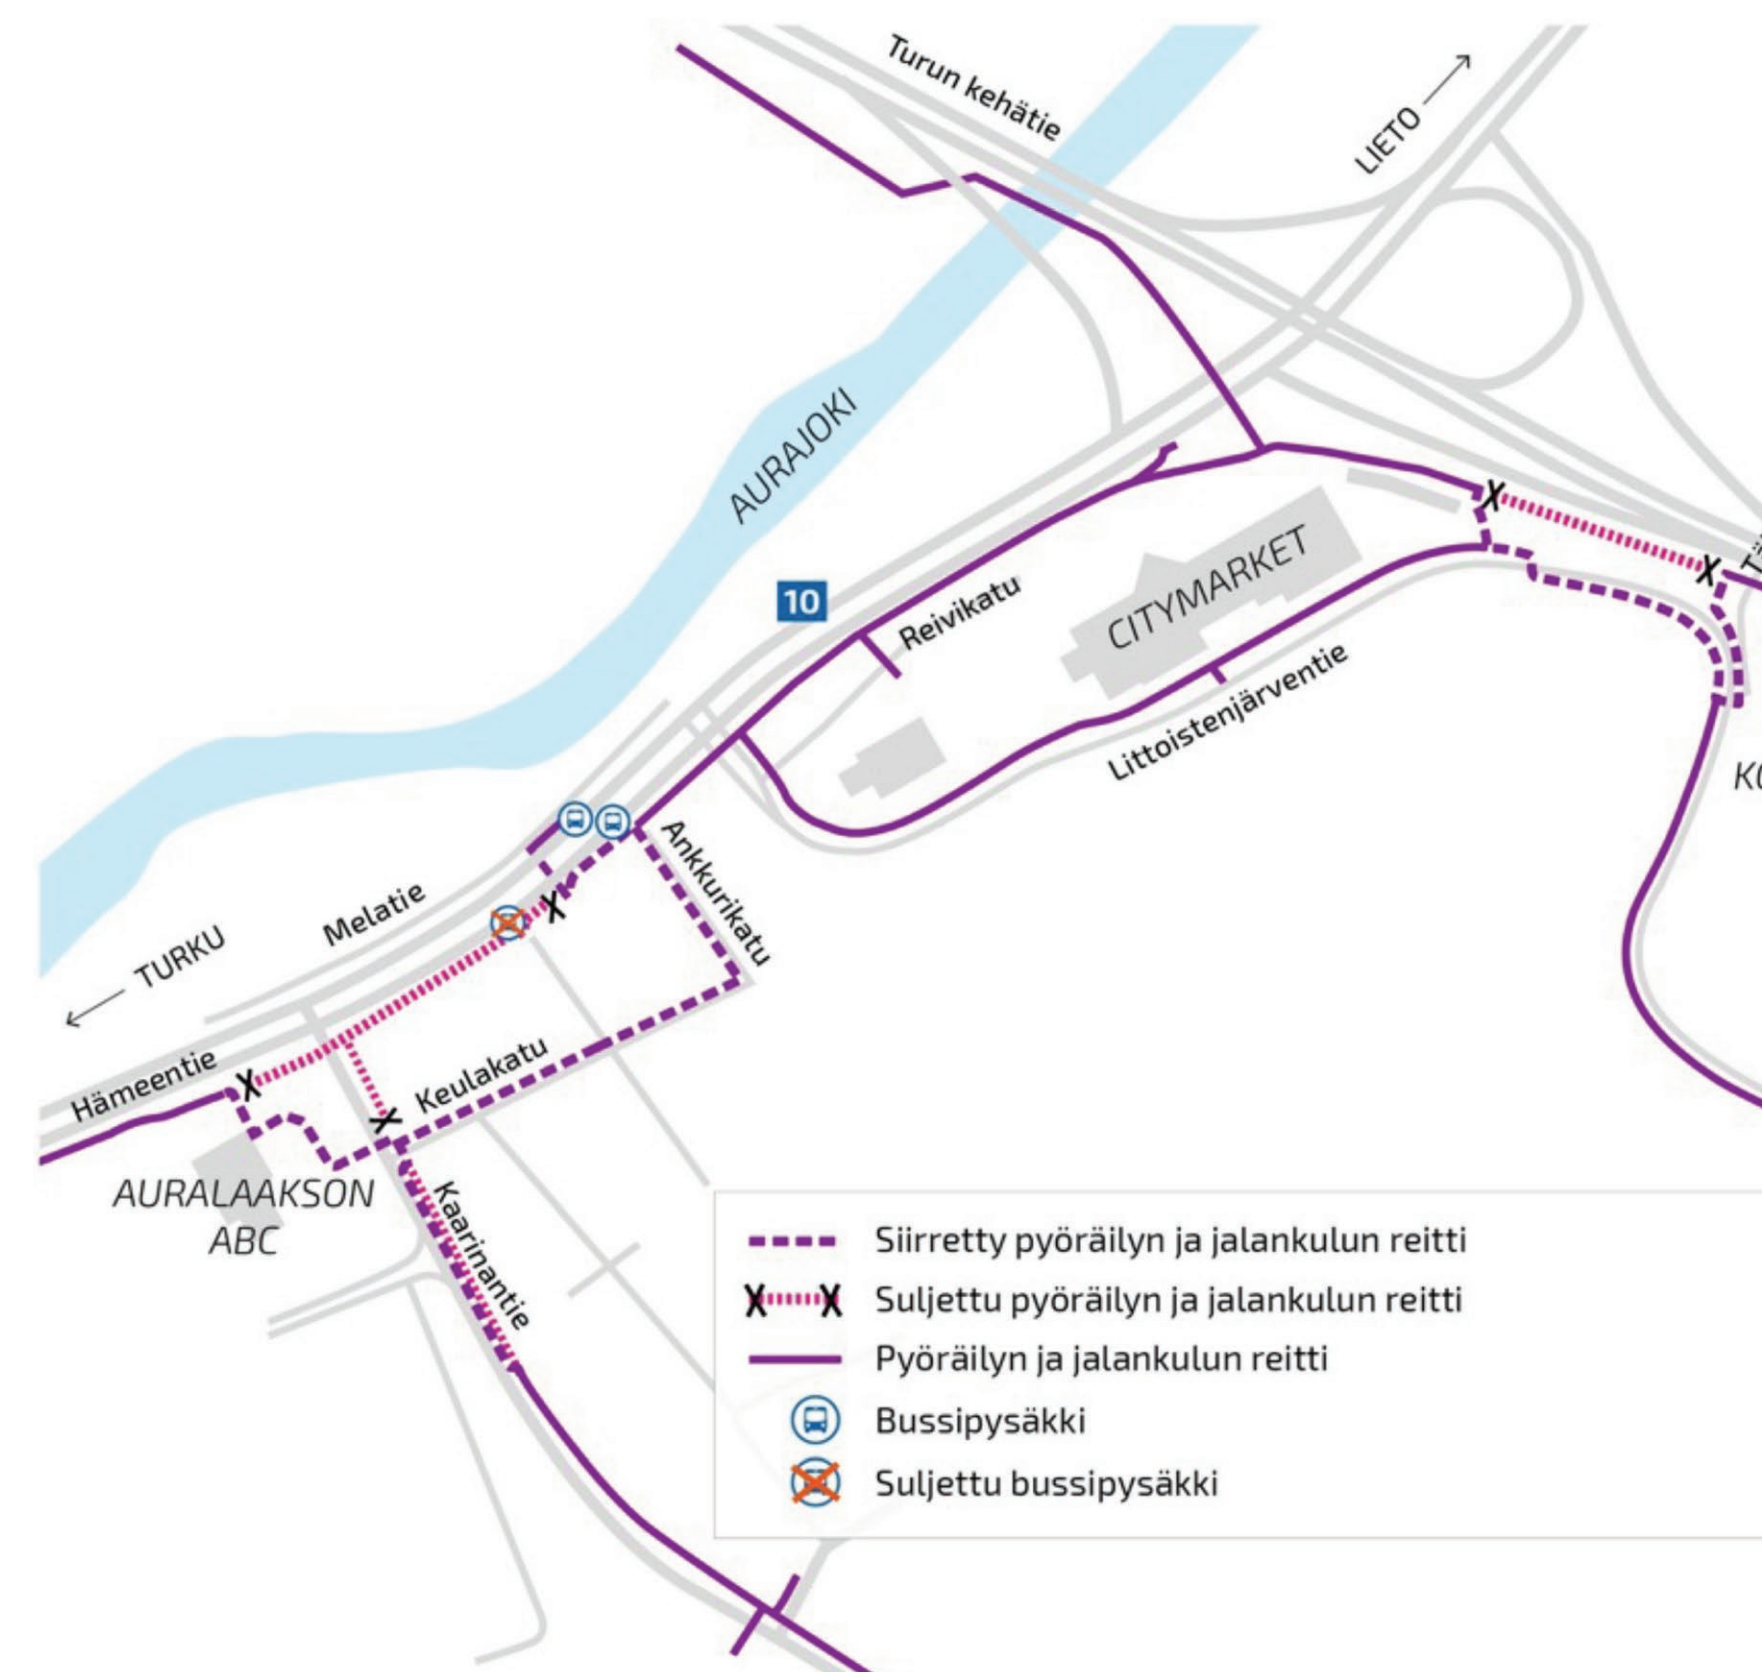 Turun kehätie
LIETO
AURAJOKI
10
Reivikatu
CITYMARKET
Littoistenjärventie
Ankkurikatu
Melatie
TURKU
Hämeentie
Keulakatu
AURALAAKSON
ABC
Kaarinantie
Siirretty pyöräilyn ja jalankulun reitti
Suljettu pyöräilyn ja jalankulun reitti
Pyöräilyn ja jalankulun reitti
Bussipysäkki
Suljettu bussipysäkki